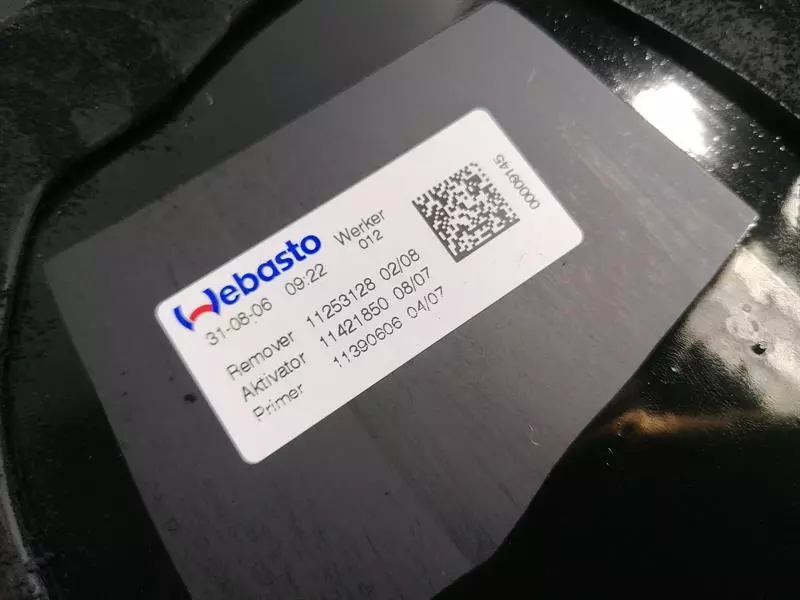 Webasto
31-08-06 09:22
Werker
012
Remover 11253128 02/08
Aktivator 11421850 08/07
Primer 11390606 04/07
00009145